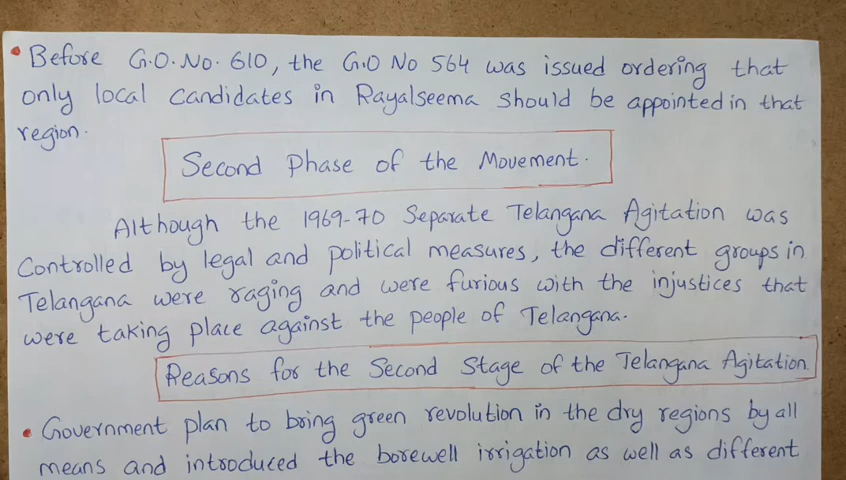 • Before G.O.No. 610, the G.O No 564 was issued ordering that
only local candidates in Rayalseema should be appointed in that
region.
Second Phase of the Movement.
Although the 1969-70 Separate Telangana Agitation was
Controlled by legal and political measures, the different groups in
Telangana were raging and were furious with the injustices that
were taking place against the people of Telangana.
Reasons for the Second Stage of the Telangana Agitation.
• Government plan to bring green revolution in the dry regions by all
means and introduced the borewell irrigation as well as different